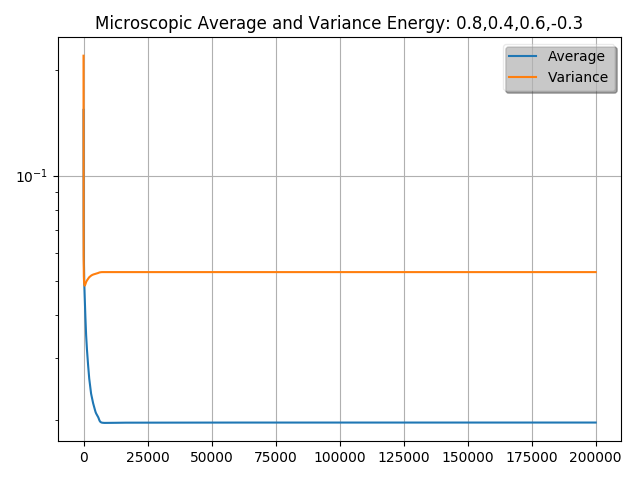 Microscopic Average and Variance Energy: 0.8,0.4,0.6,-0.3
Average
Variance
10⁻¹
0 25000 50000 75000 100000 125000 150000 175000 200000